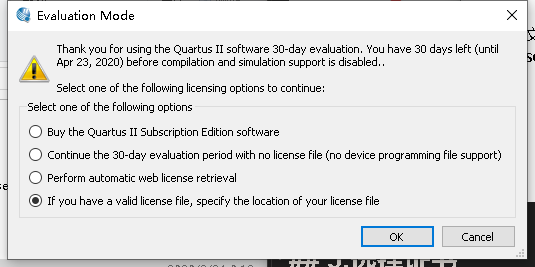 Evaluation Mode
Thank you for using the Quartus II software 30-day evaluation. You have 30 days left (until
Apr 23, 2020) before compilation and simulation support is disabled..
Select one of the following licensing options to continue:
Select one of the following options
Buy the Quartus II Subscription Edition software
Continue the 30-day evaluation period with no license file (no device programming file support)
Perform automatic web license retrieval
If you have a valid license file, specify the location of your license file
OK
Cancel